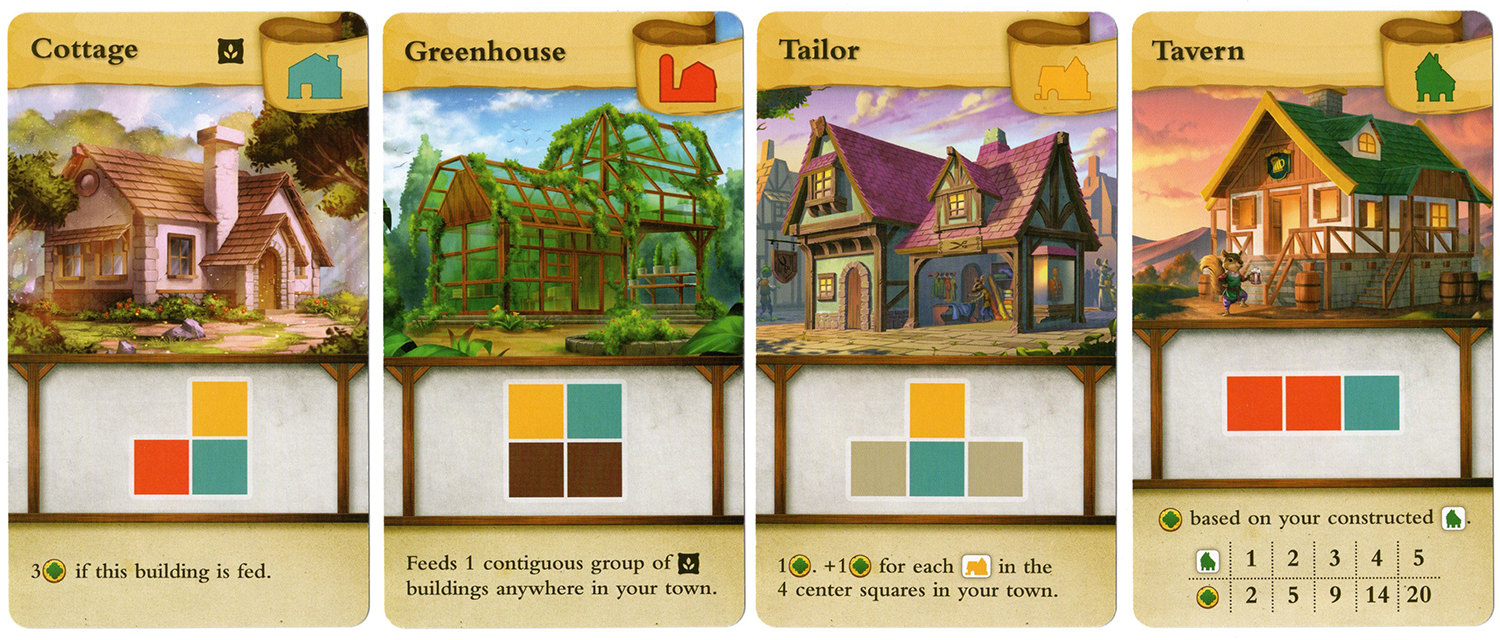 Cottage
3 if this building is fed.
Greenhouse
Feeds 1 contiguous group of
buildings anywhere in your town.
Tailor
1 . +1 for each in the
4 center squares in your town.
Tavern
based on your constructed .
1 2 3 4 5
2 5 9 14 20